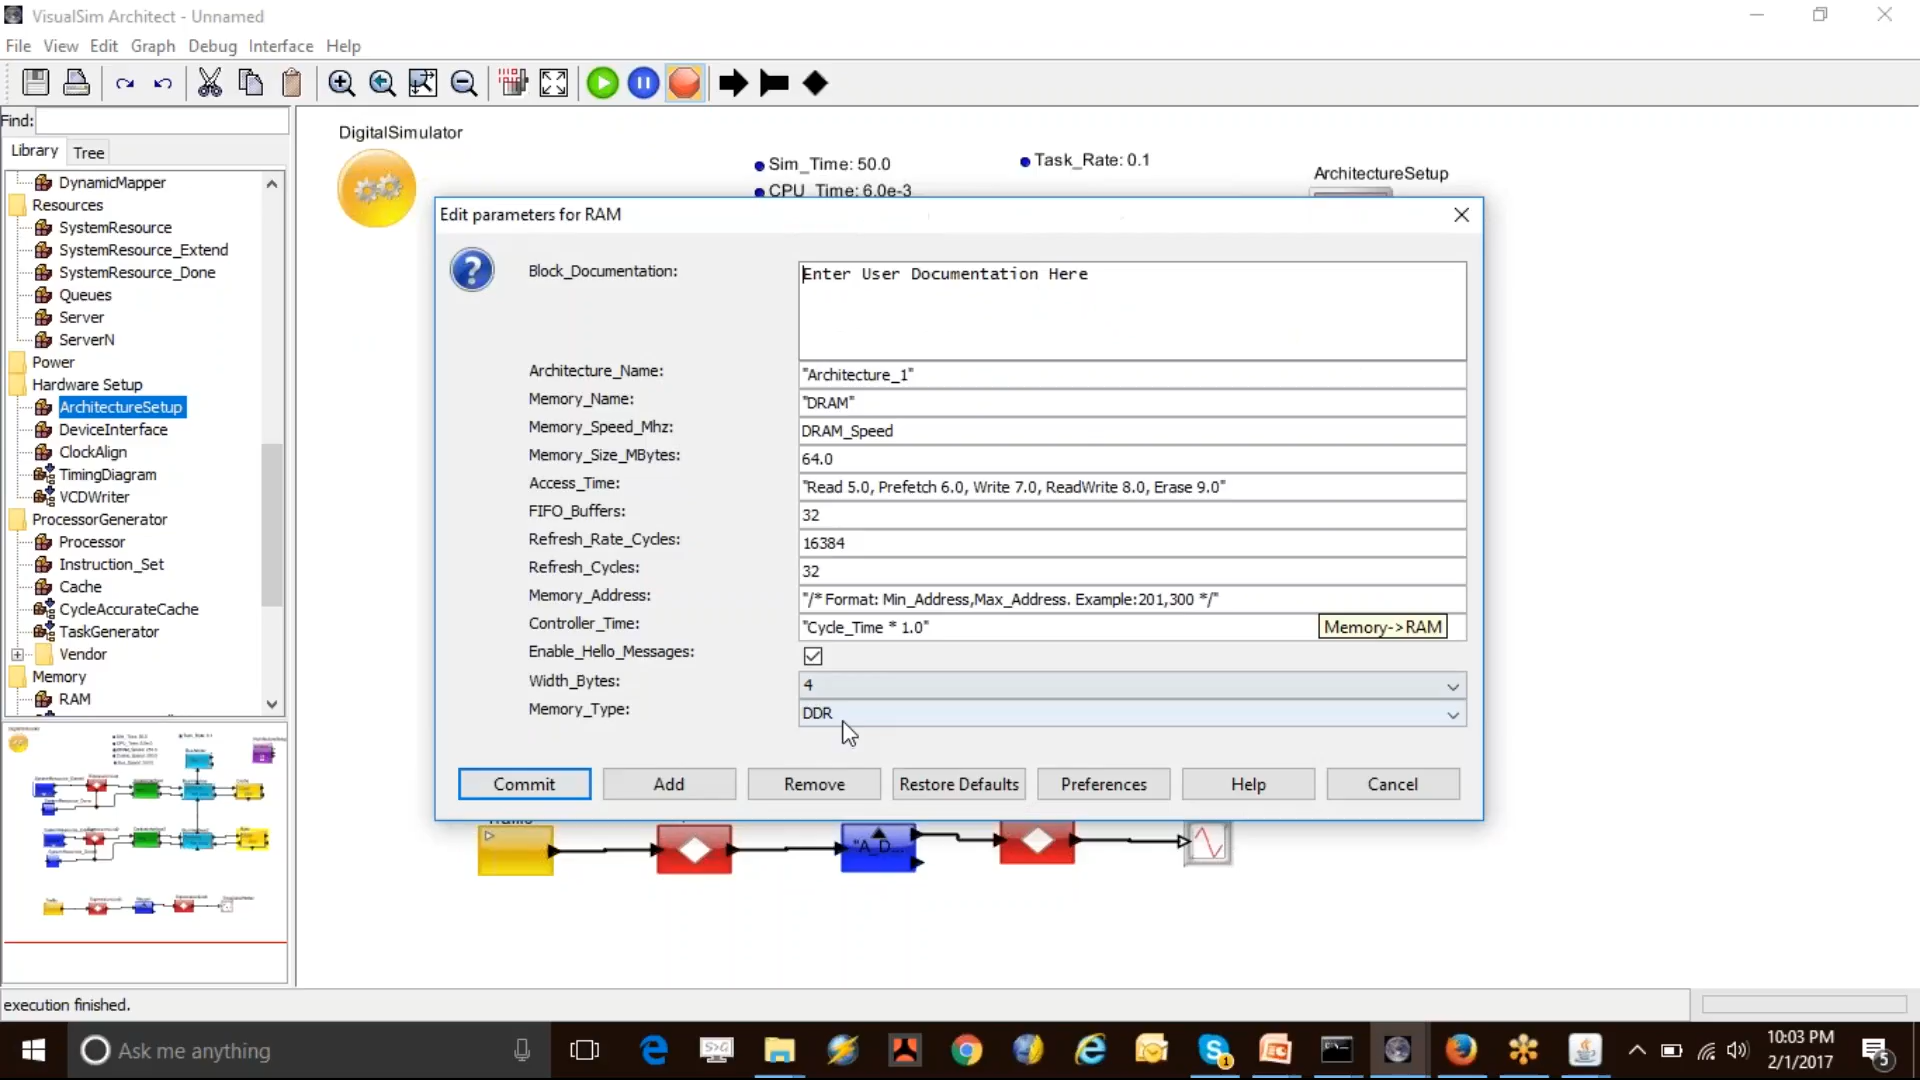 VisualSim Architect - Unnamed
File View Edit Graph Debug Interface Help
Find:
Library Tree
DynamicMapper
Resources
SystemResource
SystemResource_Extend
SystemResource_Done
Queues
Server
ServerN
Power
Hardware Setup
ArchitectureSetup
DeviceInterface
ClockAlign
TimingDiagram
VCDWriter
ProcessorGenerator
Processor
Instruction_Set
Cache
CycleAccurateCache
TaskGenerator
Vendor
Memory
RAM
DigitalSimulator
Sim_Time: 50.0
Task_Rate: 0.1
ArchitectureSetup
CPU_Time: 6.0e-3
Edit parameters for RAM
Block_Documentation: Enter User Documentation Here
Architecture_Name: "Architecture_1"
Memory_Name: "DRAM"
Memory_Speed_Mhz: DRAM_Speed
Memory_Size_MBytes: 64.0
Access_Time: "Read 5.0, Prefetch 6.0, Write 7.0, ReadWrite 8.0, Erase 9.0"
FIFO_Buffers: 32
Refresh_Rate_Cycles: 16384
Refresh_Cycles: 32
Memory_Address: "/* Format: Min_Address,Max_Address. Example:201,300 */"
Controller_Time: "Cycle_Time * 1.0"
Memory->RAM
Enable_Hello_Messages:
Width_Bytes: 4
Memory_Type: DDR
Commit Add Remove Restore Defaults Preferences Help Cancel
"A_D...
execution finished.
Ask me anything
10:03 PM
2/1/2017
1
5